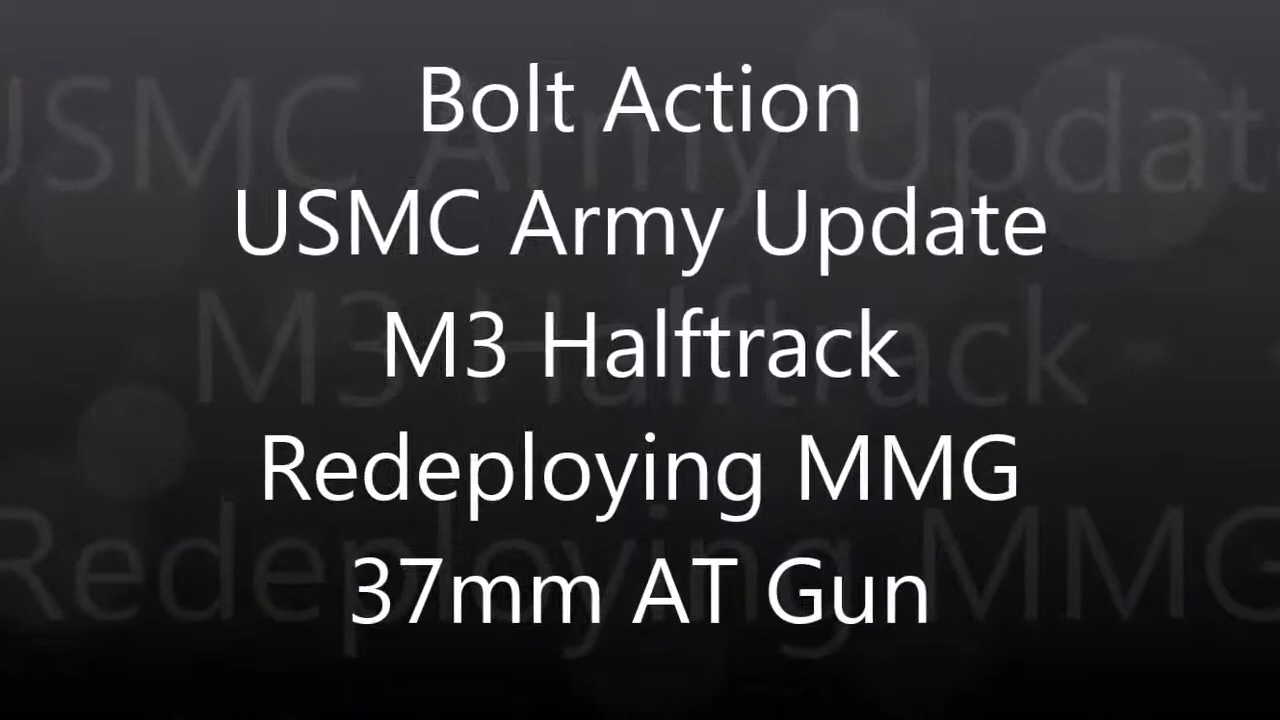 Bolt Action
USMC Army Update
M3 Halftrack
Redeploying MMG
37mm AT Gun